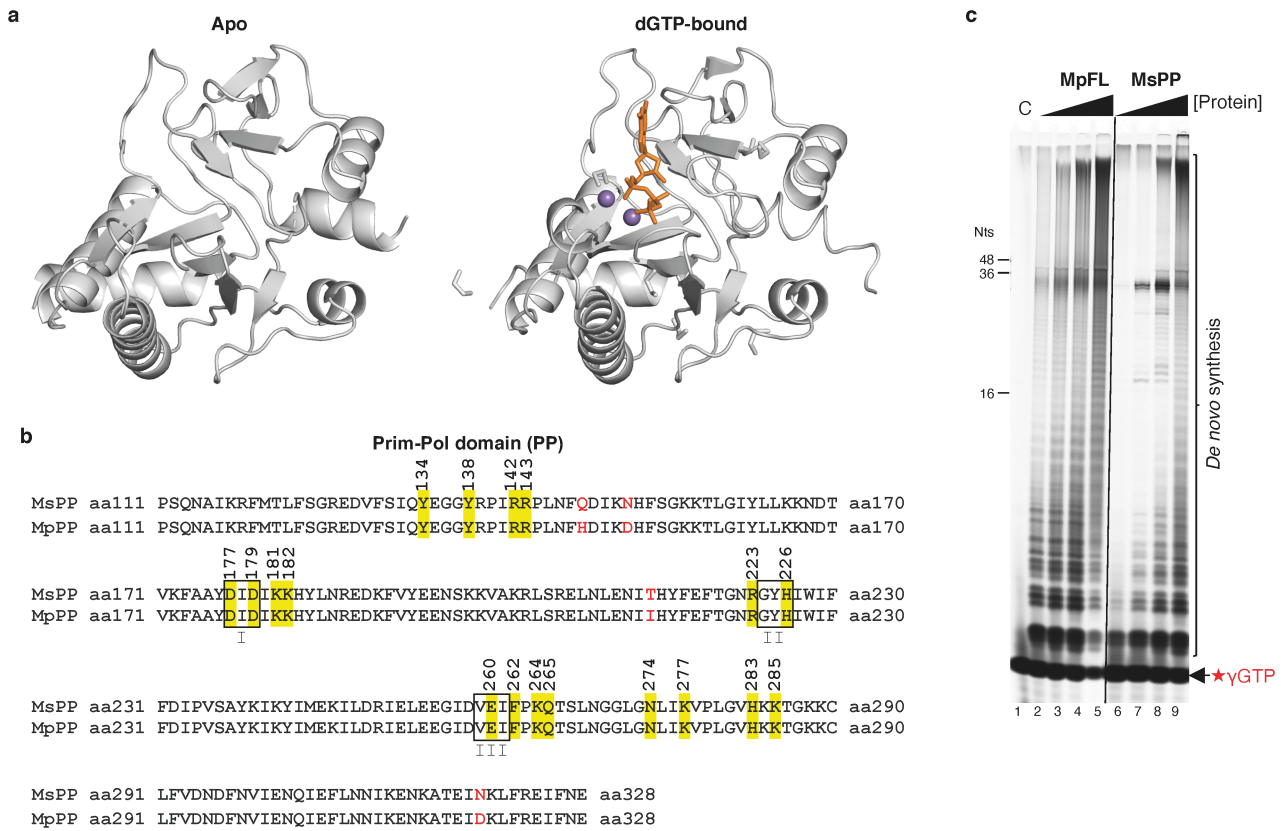 a
Apo
dGTP-bound
b
Prim-Pol domain (PP)
134 138 142 143
MsPP aa111 PSQNAIKRFMTLFSGREDVFSIQYEGGYRPIRRPLNFQDIKNHFSGKKTLGIYLLKKNDT aa170
MpPP aa111 PSQNAIKRFMTLFSGREDVFSIQYEGGYRPIRRPLNFHDIKDHFSGKKTLGIYLLKKNDT aa170
177 179 181 182 223 226
MsPP aa171 VKFAAYDIDIKKHYLNREDKFVYEENSKKVAKRLSRELNLENITHYFEFTGNRGYHIWIF aa230
MpPP aa171 VKFAAYDIDIKKHYLNREDKFVYEENSKKVAKRLSRELNLENIIHYFEFTGNRGYHIWIF aa230
I II
260 262 264 265 274 277 283 285
MsPP aa231 FDIPVSAYKIKYIMEKILDRIELEEGIDVEIFPKQTSLNGGLGNLIKVPLGVHKKTGKKC aa290
MpPP aa231 FDIPVSAYKIKYIMEKILDRIELEEGIDVEIFPKQTSLNGGLGNLIKVPLGVHKKTGKKC aa290
III
MsPP aa291 LFVDNDFNVIENQIEFLNNIKENKATEINKLFREIFNE aa328
MpPP aa291 LFVDNDFNVIENQIEFLNNIKENKATEIDKLFREIFNE aa328
c
MpFL MsPP
C [Protein]
Nts
48
36
16
De novo synthesis
★γGTP
1 2 3 4 5 6 7 8 9